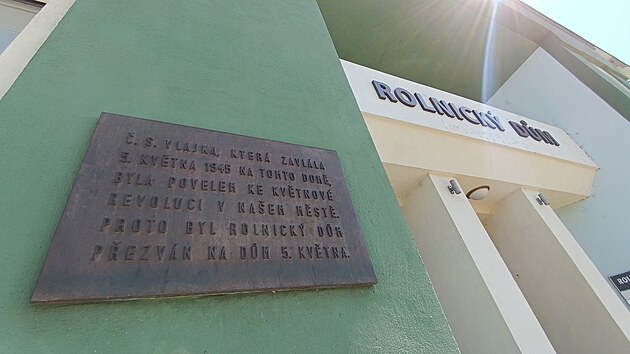 Č. S. VLAJKA, KTERÁ ZAVLÁLA
5. KVĚTNA 1945 NA TOMTO DOMĚ,
BYLA POVELEM KE KVĚTNOVÉ
REVOLUCI V NAŠEM MĚSTĚ.
PROTO BYL ROLNICKÝ DŮM
PŘEZVÁN NA DŮM 5. KVĚTNA.
ROLNICKÝ DŮM